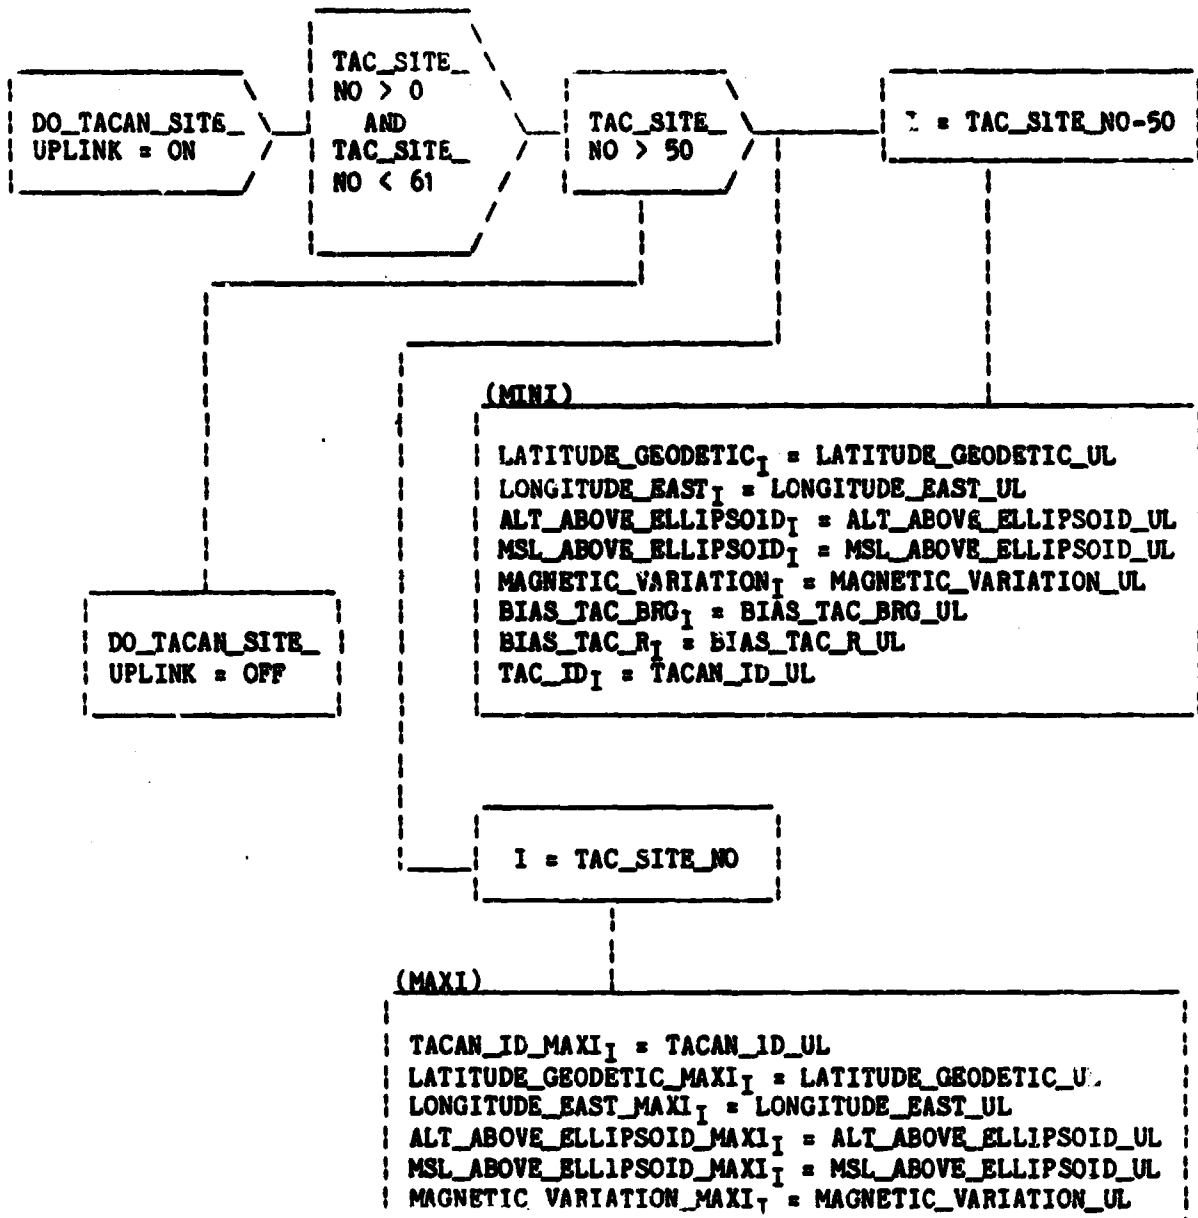 DO_TACAN_SITE_
UPLINK = ON
TAC_SITE_
NO > 0
AND
TAC_SITE_
NO < 61
TAC_SITE_
NO > 50
I = TAC_SITE_NO-50
(MINI)
LATITUDE_GEODETIC_I = LATITUDE_GEODETIC_UL
LONGITUDE_EAST_I = LONGITUDE_EAST_UL
ALT_ABOVE_ELLIPSOID_I = ALT_ABOVE_ELLIPSOID_UL
MSL_ABOVE_ELLIPSOID_I = MSL_ABOVE_ELLIPSOID_UL
MAGNETIC_VARIATION_I = MAGNETIC_VARIATION_UL
BIAS_TAC_BRG_I = BIAS_TAC_BRG_UL
BIAS_TAC_R_I = BIAS_TAC_R_UL
TAC_ID_I = TACAN_ID_UL
DO_TACAN_SITE_
UPLINK = OFF
I = TAC_SITE_NO
(MAXI)
TACAN_ID_MAXI_I = TACAN_ID_UL
LATITUDE_GEODETIC_MAXI_I = LATITUDE_GEODETIC_UL
LONGITUDE_EAST_MAXI_I = LONGITUDE_EAST_UL
ALT_ABOVE_ELLIPSOID_MAXI_I = ALT_ABOVE_ELLIPSOID_UL
MSL_ABOVE_ELLIPSOID_MAXI_I = MSL_ABOVE_ELLIPSOID_UL
MAGNETIC VARIATION_MAXI_I = MAGNETIC_VARIATION_UL